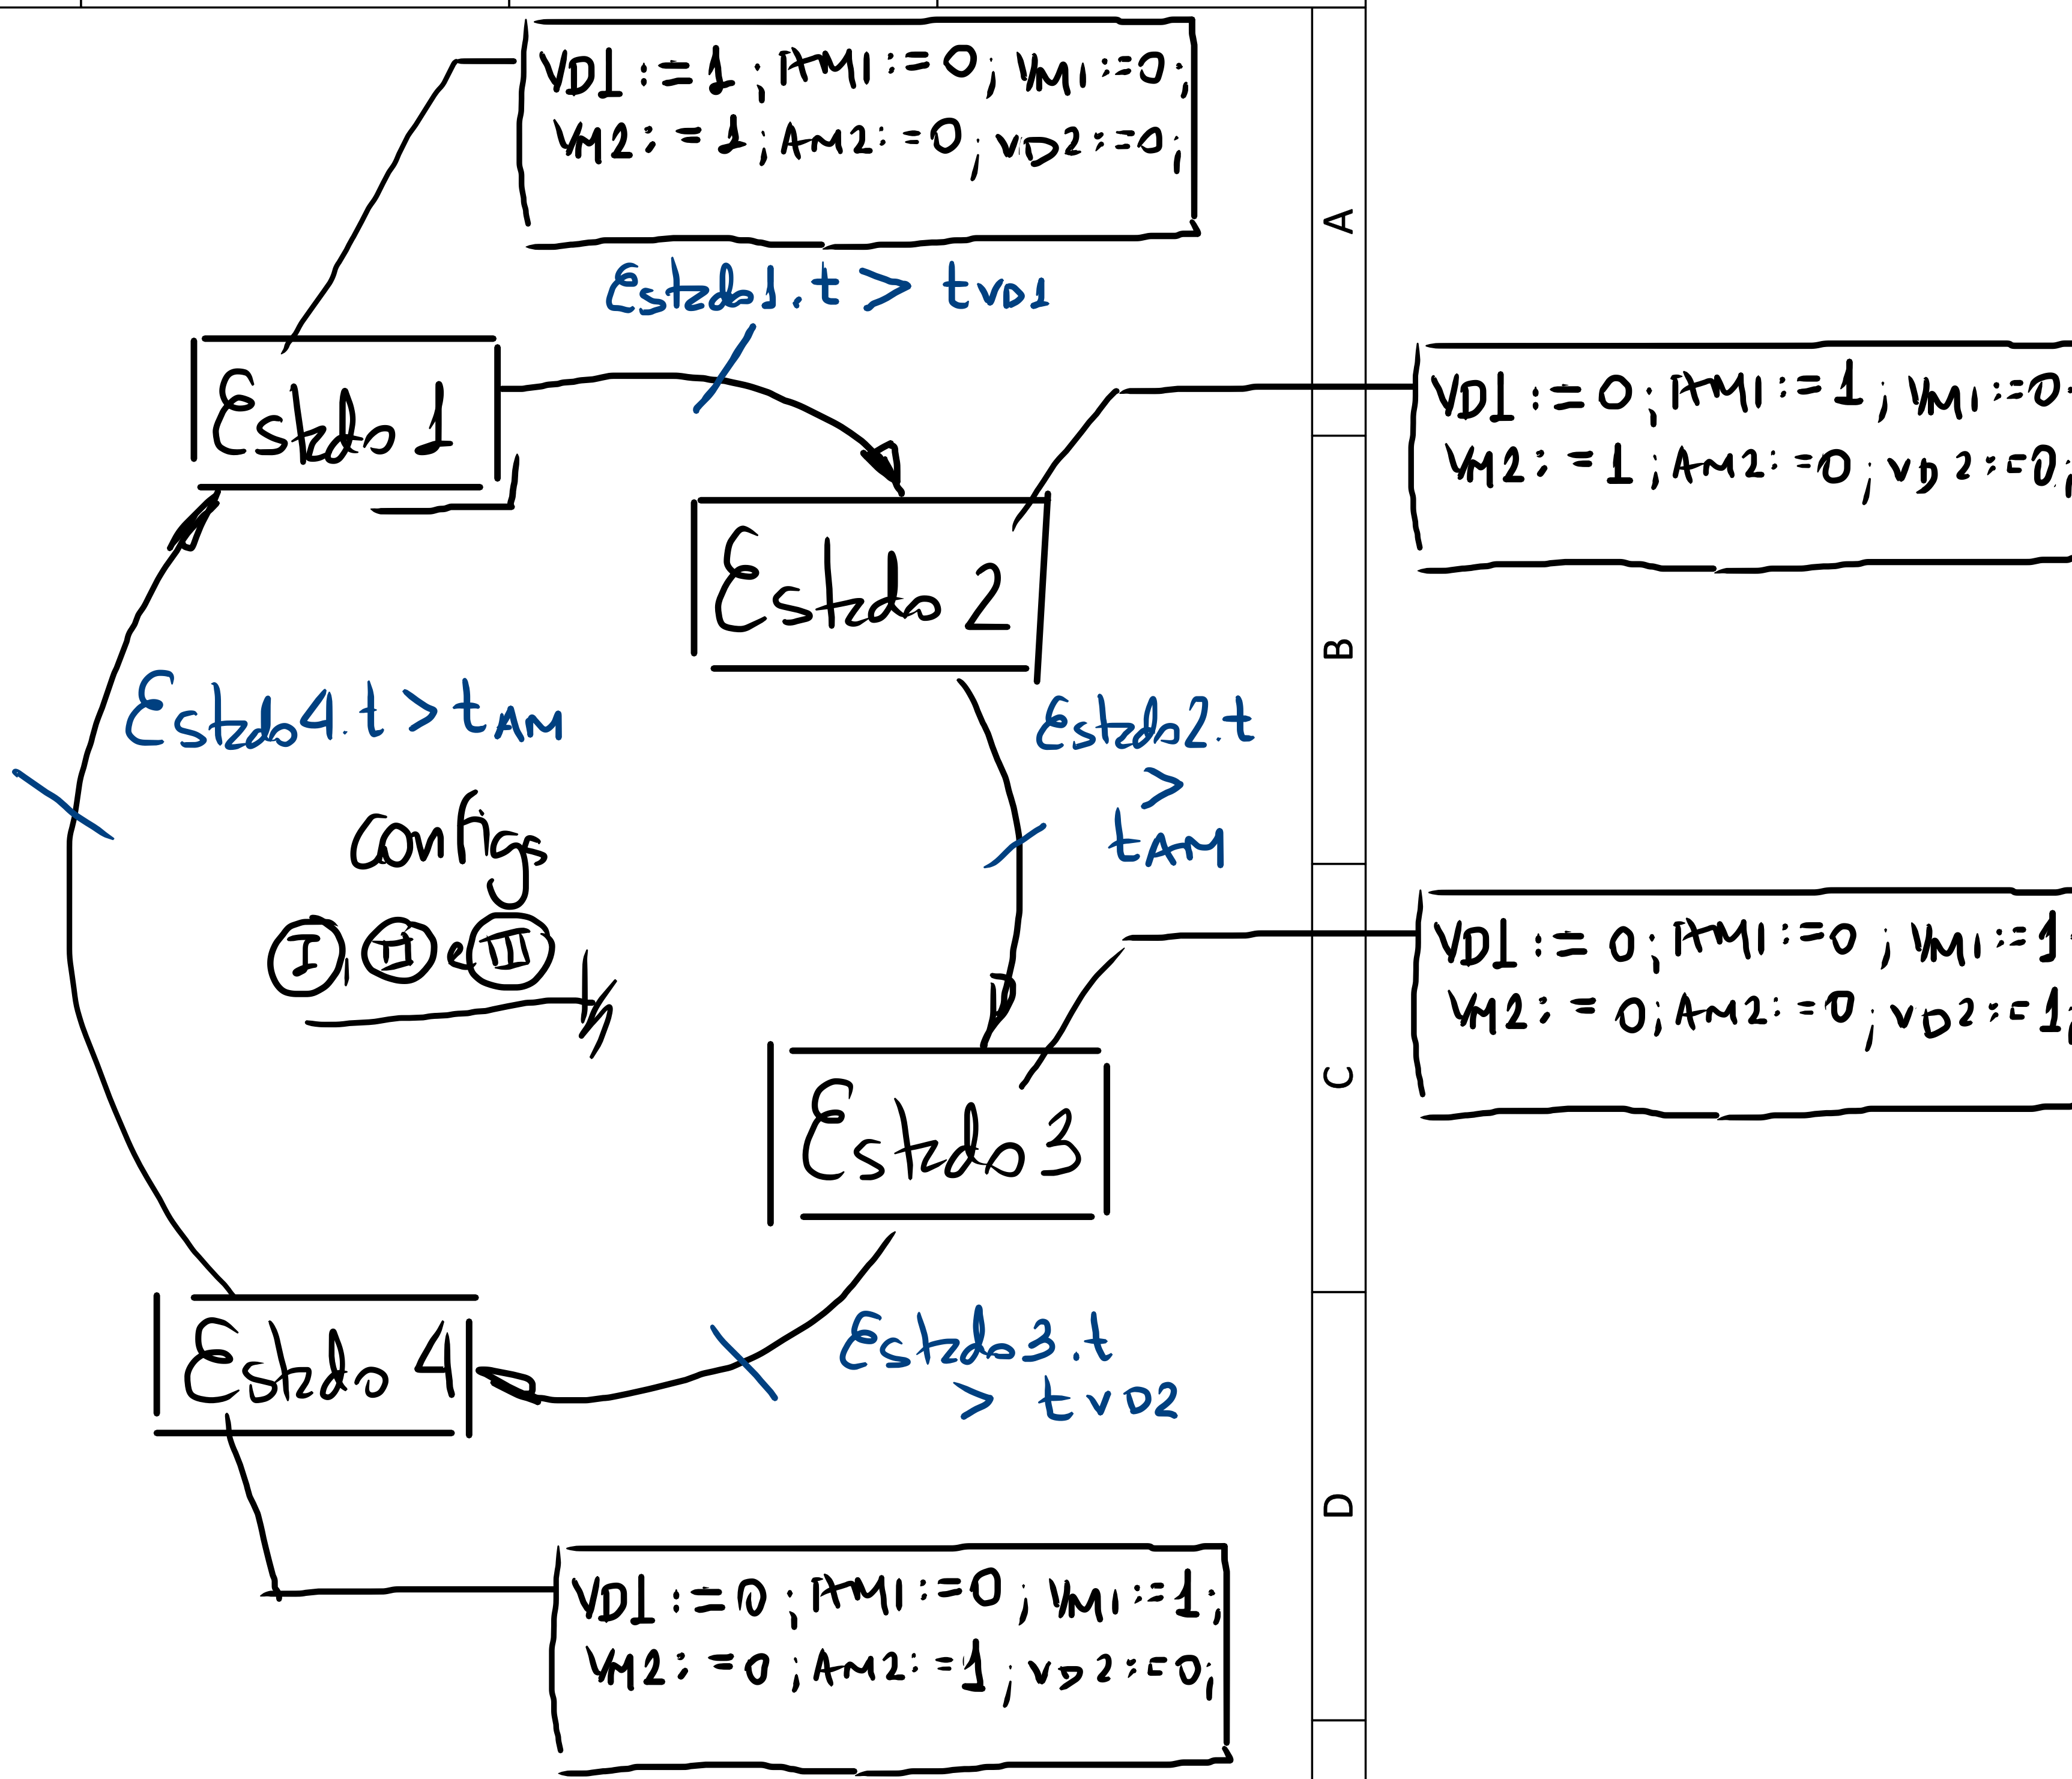 VD1 := 1 ; AM1 := 0 ; VM1 := 0 ;
VM2 := 1 ; AM2 := 0 ; VD2 := 0 ;
Estado1.t > tVD1
A
Estado 1
VD1 := 0 ; AM1 := 1 ; VM1 := 0
VM2 := 1 ; AM2 := 0 ; VD2 := 0 ;
Estado 2
B
Estado4.t > tAM
Estado2.t
>
tAM
configs
I, II e III
VD1 := 0 ; AM1 := 0 ; VM1 := 1
VM2 := 0 ; AM2 := 0 ; VD2 := 1
C
Estado 3
Estado 4
Estado3.t
> tVD2
D
VD1 := 0 ; AM1 := 0 ; VM1 := 1 ;
VM2 := 0 ; AM2 := 1 ; VD2 := 0 ;